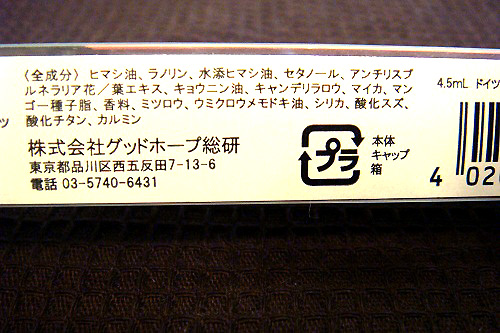 〈全成分〉ヒマシ油、ラノリン、水添ヒマシ油、セタノール、アンチリスブ
ルネラリア花／葉エキス、キョウニン油、キャンデリラロウ、マイカ、マン
ゴー種子脂、香料、ミツロウ、ウミクロウメモドキ油、シリカ、酸化スズ、
酸化チタン、カルミン
株式会社グッドホープ総研
東京都品川区西五反田7-13-6
電話 03-5740-6431
プラ
本体
キャップ
箱
4.5mL ドイツ
4 02
ツ